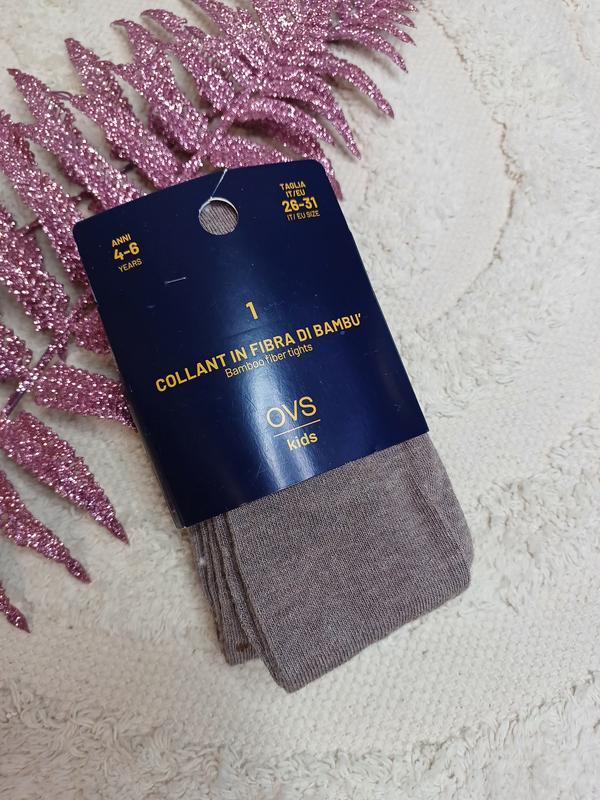 ANNI
4-6
YEARS
TAGLIA
IT/EU
26-31
IT/ EU SIZE
1
COLLANT IN FIBRA DI BAMBU'
Bamboo fiber tights
OVS
kids